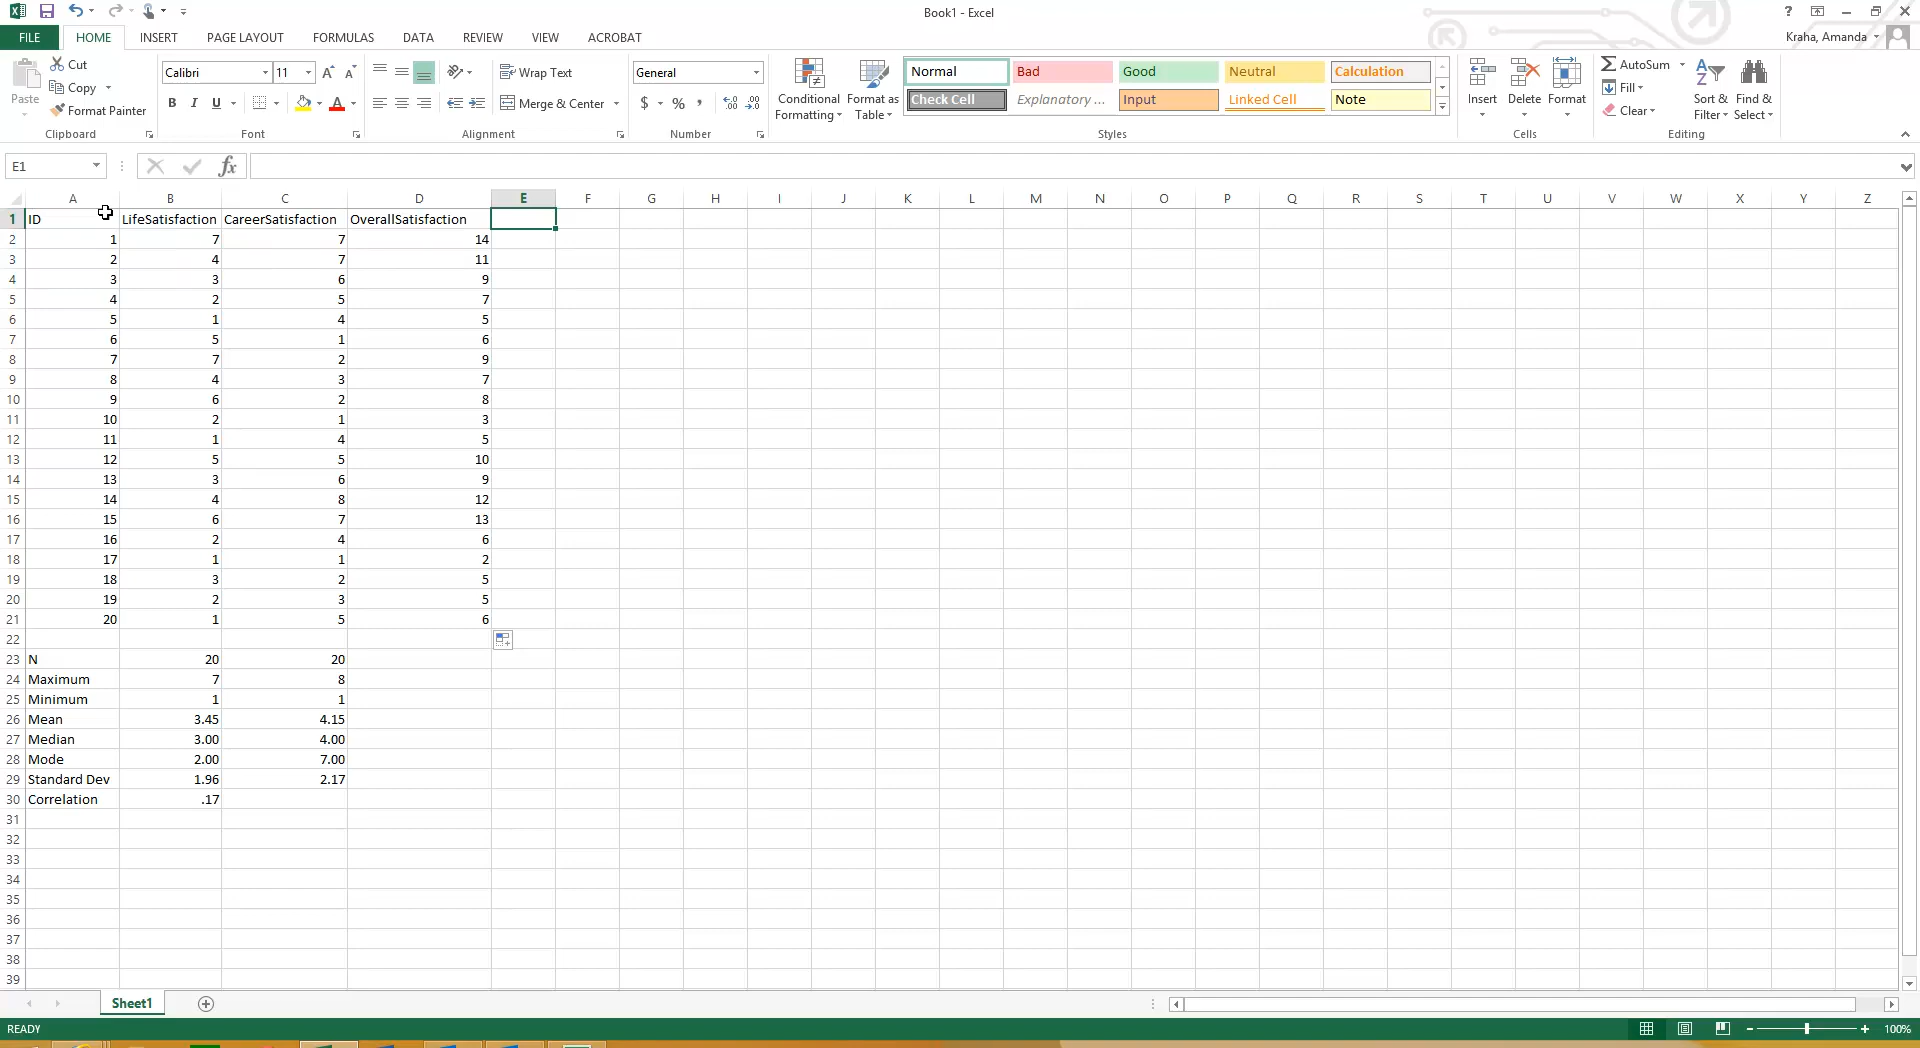 Book1 - Excel
FILE HOME INSERT PAGE LAYOUT FORMULAS DATA REVIEW VIEW ACROBAT Kraha, Amanda
Paste Cut Copy Format Painter Clipboard
Calibri 11 B I U A A A Font
Wrap Text Merge & Center Alignment
General $ % , Number
Conditional Formatting Format as Table
Normal Bad Good Neutral Calculation
Check Cell Explanatory ... Input Linked Cell Note
Styles
Insert Delete Format Cells
AutoSum Fill Clear Sort & Filter Find & Select Editing
E1 fx
A B C D E F G H I J K L M N O P Q R S T U V W X Y Z
1 ID LifeSatisfaction CareerSatisfaction OverallSatisfaction
2 1 7 7 14
3 2 4 7 11
4 3 3 6 9
5 4 2 5 7
6 5 1 4 5
7 6 5 1 6
8 7 7 2 9
9 8 4 3 7
10 9 6 2 8
11 10 2 1 3
12 11 1 4 5
13 12 5 5 10
14 13 3 6 9
15 14 4 8 12
16 15 6 7 13
17 16 2 4 6
18 17 1 1 2
19 18 3 2 5
20 19 2 3 5
21 20 1 5 6
22
23 N 20 20
24 Maximum 7 8
25 Minimum 1 1
26 Mean 3.45 4.15
27 Median 3.00 4.00
28 Mode 2.00 7.00
29 Standard Dev 1.96 2.17
30 Correlation .17
31
32
33
34
35
36
37
38
39
Sheet1
READY 100%